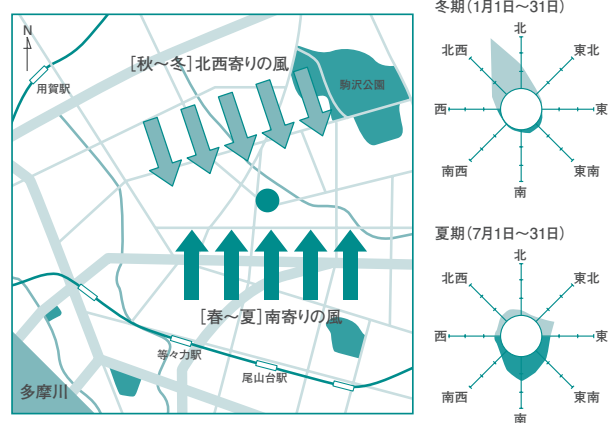 N
用賀駅
[秋〜冬]北西寄りの風
駒沢公園
[春〜夏]南寄りの風
等々力駅
尾山台駅
多摩川
冬期(1月1日〜31日)
北
北西
東北
西
東
南西
東南
南
夏期(7月1日〜31日)
北
北西
東北
西
東
南西
東南
南